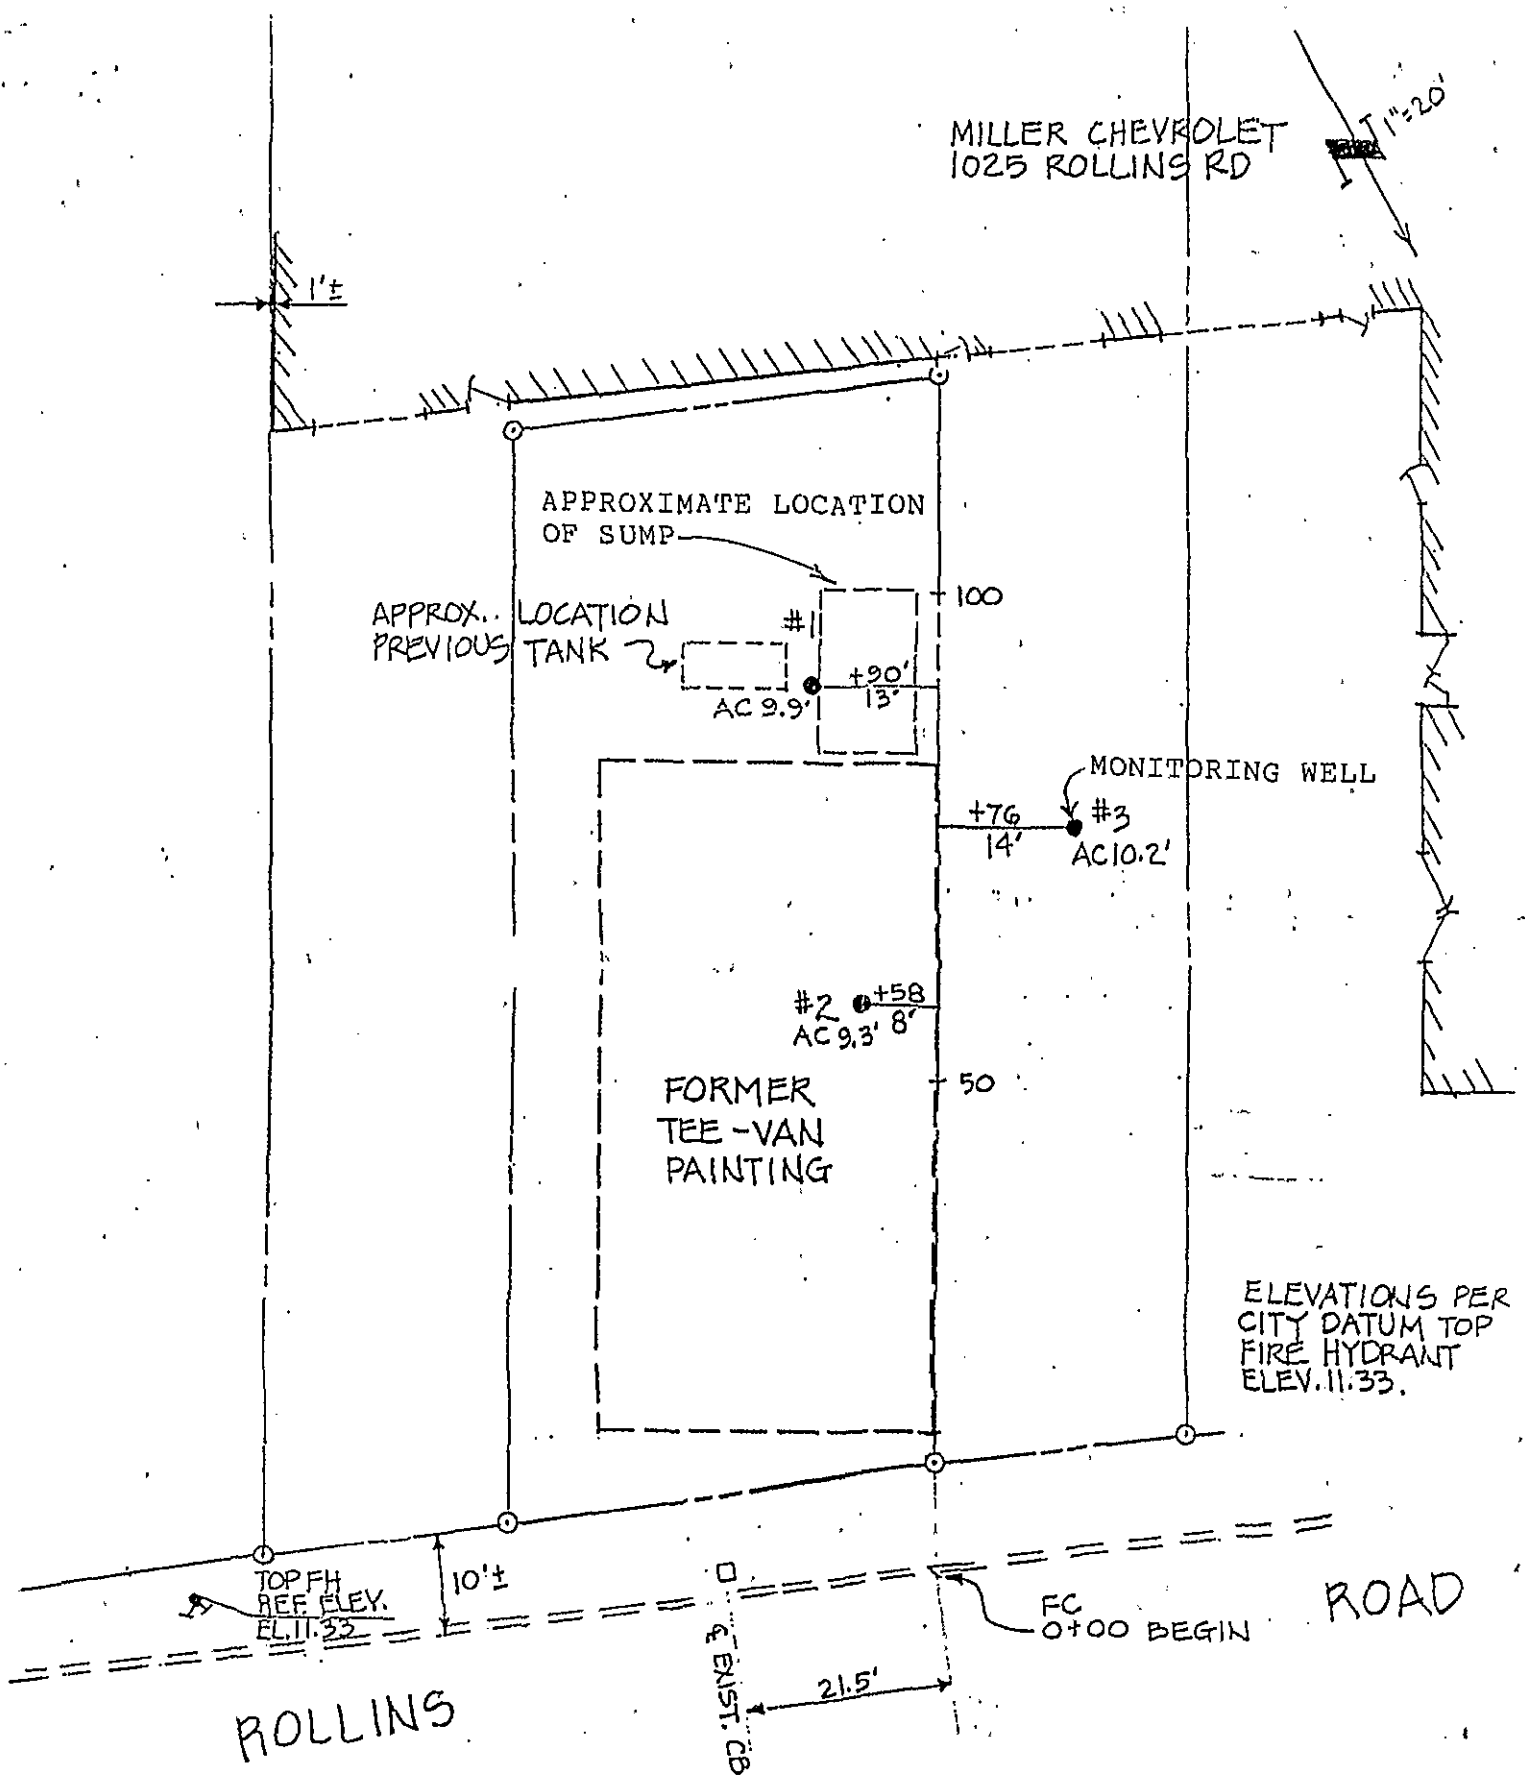 MILLER CHEVROLET
1025 ROLLINS RD
1"=20'
1'±
APPROXIMATE LOCATION
OF SUMP
APPROX.. LOCATION
PREVIOUS TANK
#1
100
+90'
13'
AC 9.9'
MONITORING WELL
+76
14'
#3
AC10.2'
#2
+58
8'
AC 9.3'
50
FORMER
TEE-VAN
PAINTING
ELEVATIONS PER
CITY DATUM TOP
FIRE HYDRANT
ELEV.11.33.
TOP FH
REF. ELEV.
EL.11.33
10'±
FC
0+00 BEGIN
ROAD
℄ EXIST. CB
21.5'
ROLLINS